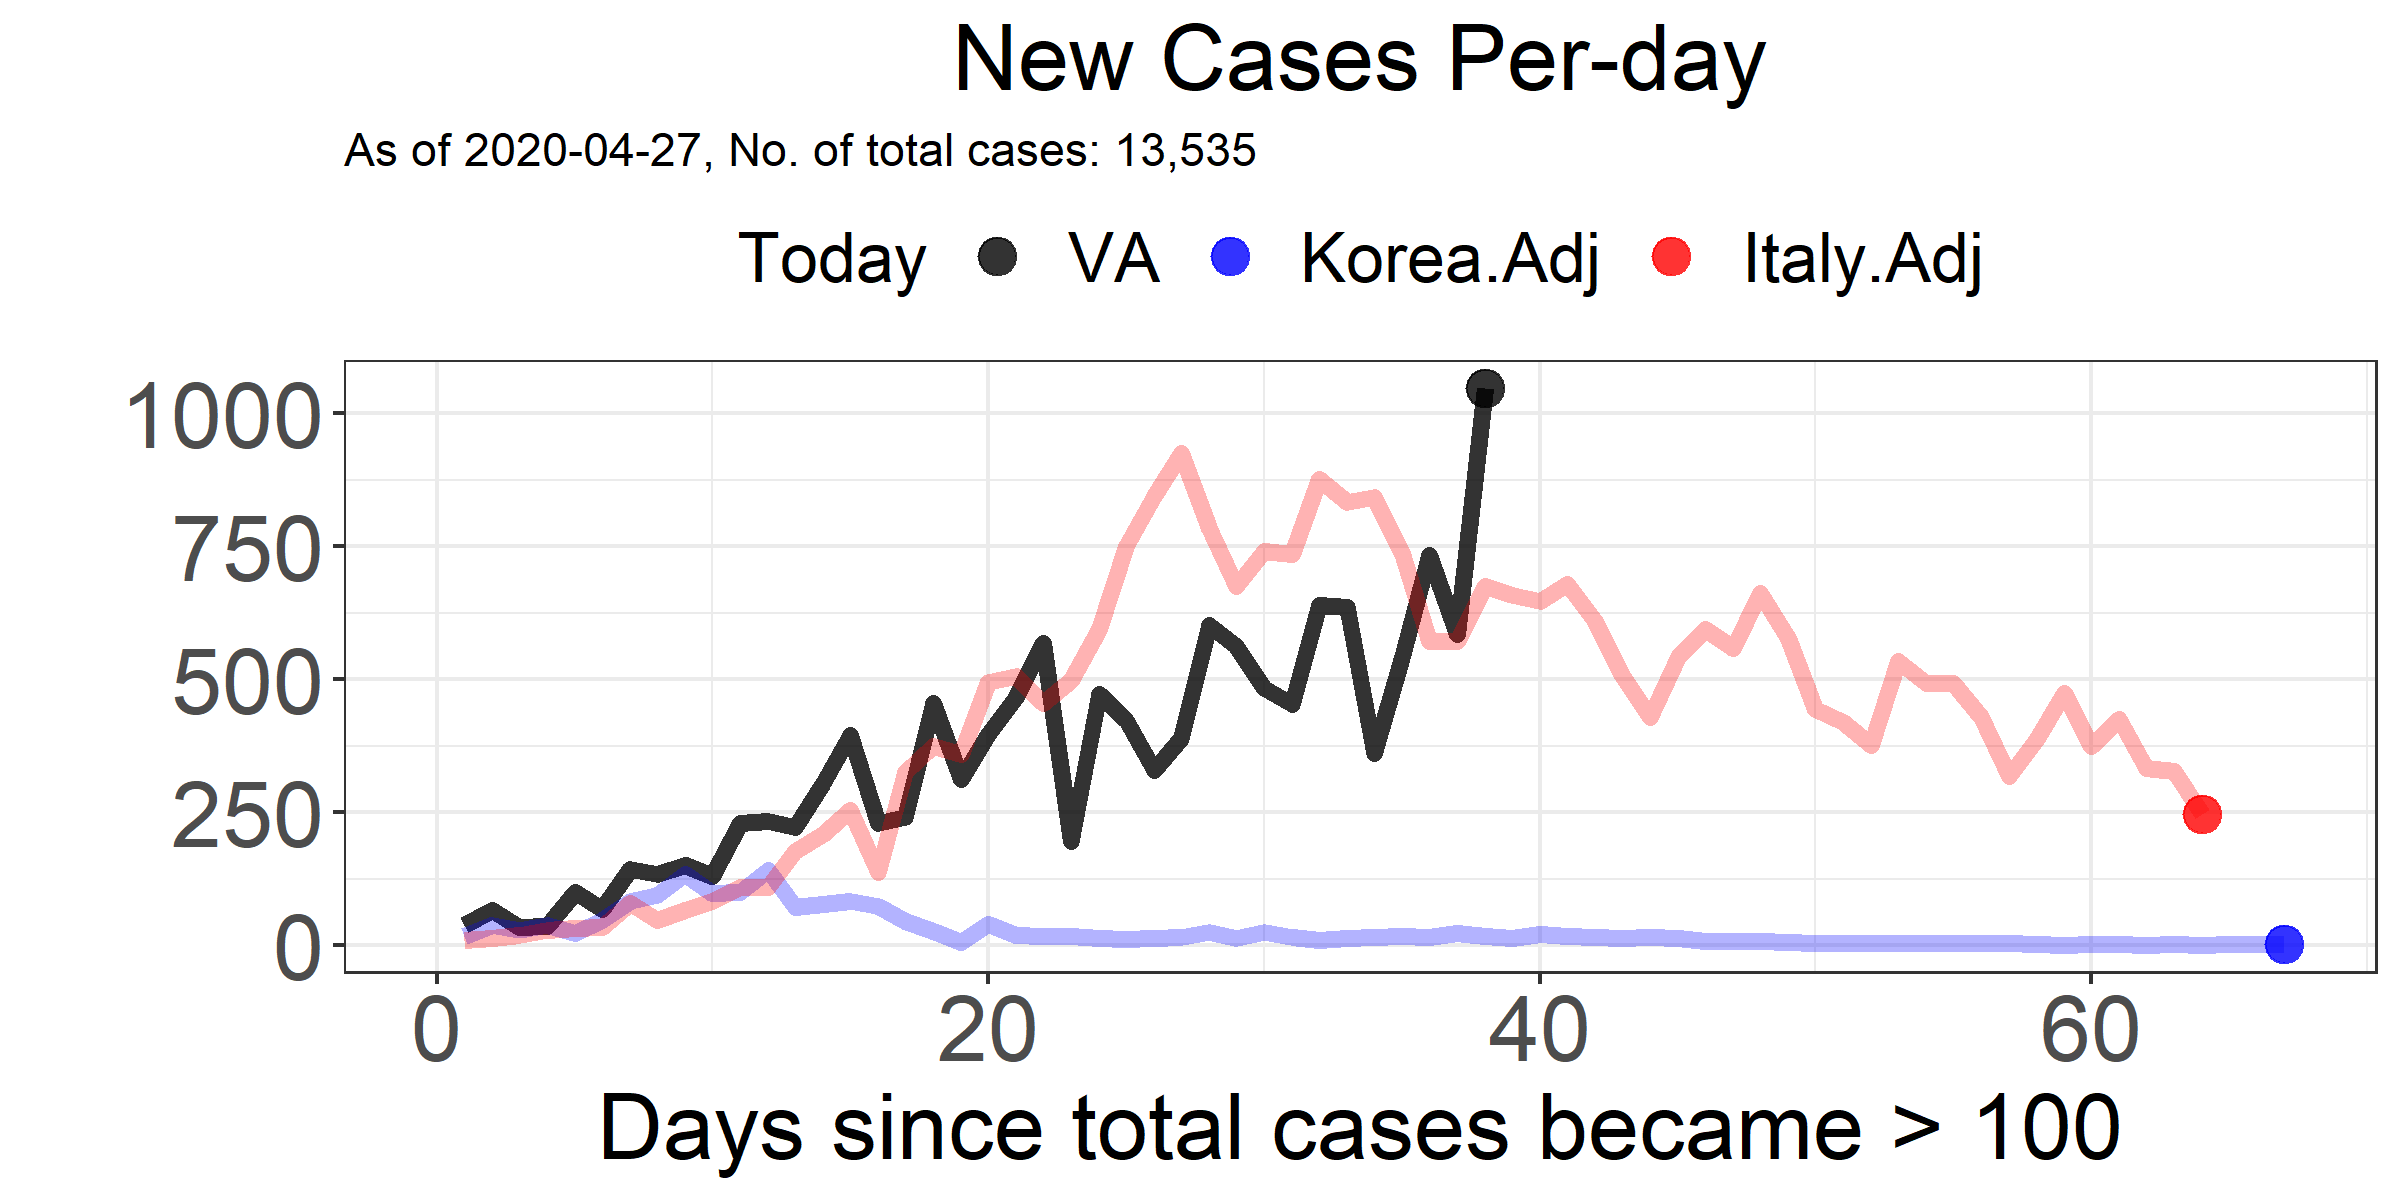 New Cases Per-day
As of 2020-04-27, No. of total cases: 13,535
Today VA Korea.Adj Italy.Adj
1000
750
500
250
0
0 20 40 60
Days since total cases became > 100